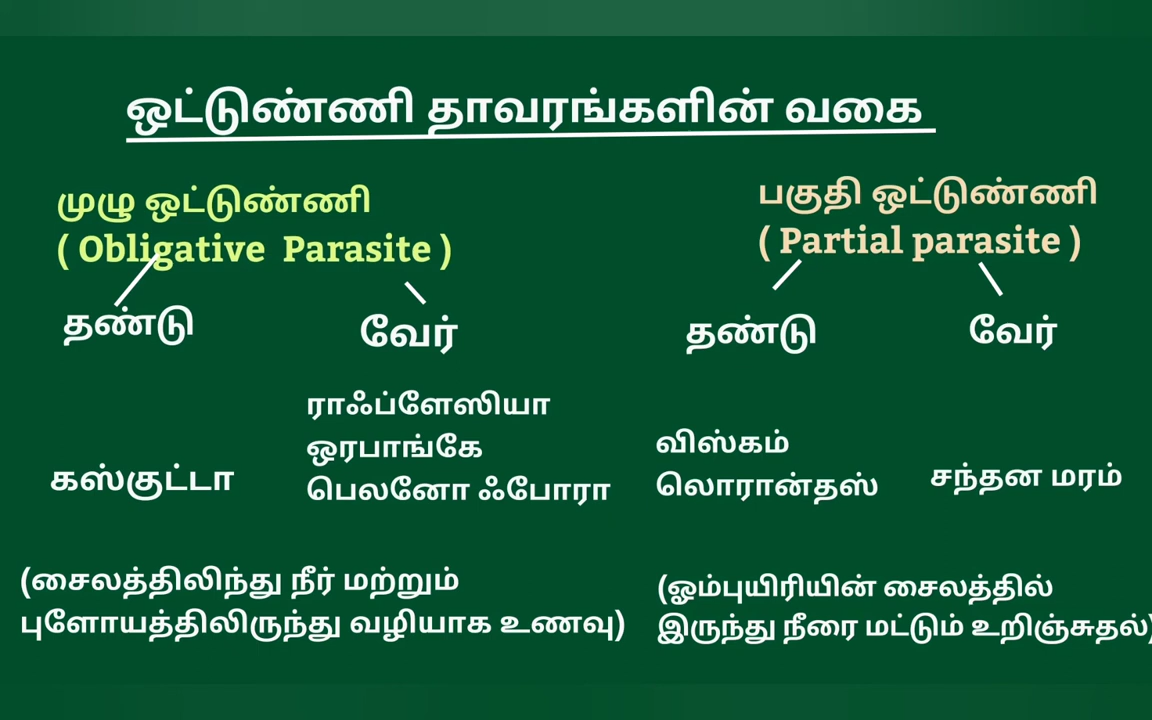 ஒட்டுண்ணி தாவரங்களின் வகை
முழு ஒட்டுண்ணி
( Obligative Parasite )
தண்டு
வேர்
கஸ்குட்டா
ராஃப்ளேஸியா
ஒரபாங்கே
பெலனோ ஃபோரா
(சைலத்திலிந்து நீர் மற்றும்
புளோயத்திலிருந்து வழியாக உணவு)
பகுதி ஒட்டுண்ணி
( Partial parasite )
தண்டு
வேர்
விஸ்கம்
லொரான்தஸ்
சந்தன மரம்
(ஓம்புயிரியின் சைலத்தில்
இருந்து நீரை மட்டும் உறிஞ்சுதல்)